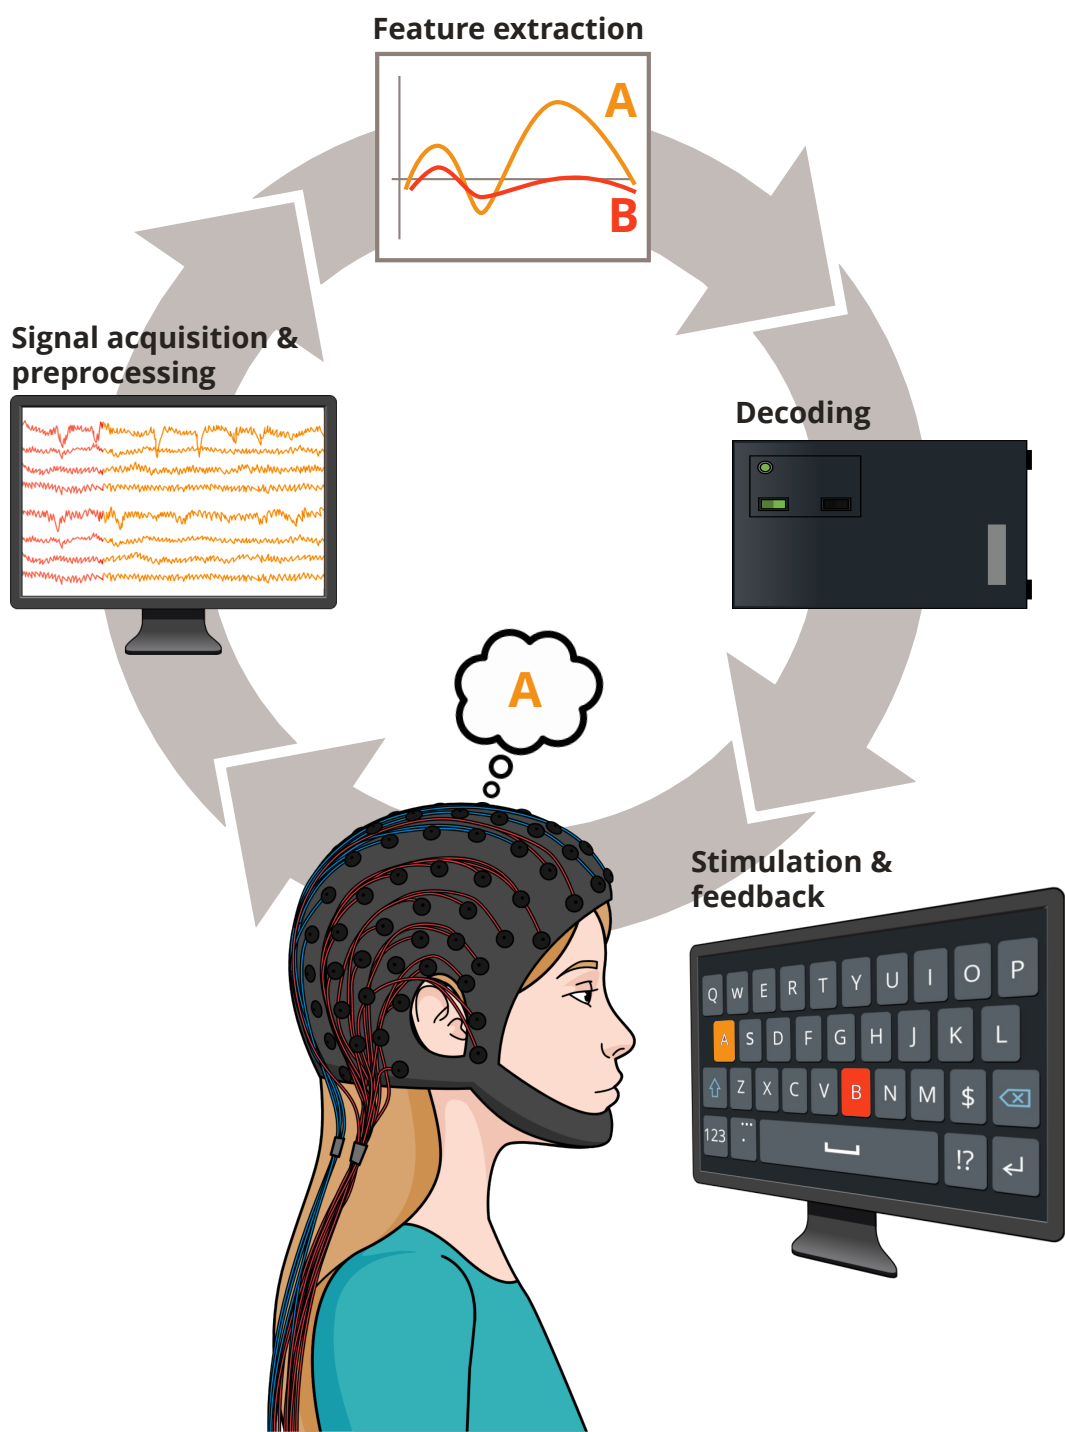 Feature extraction
A
B
Signal acquisition &
preprocessing
Decoding
A
Stimulation &
feedback
Q W E R T Y U I O P
A S D F G H J K L
Z X C V B N M $
123 ... . !?